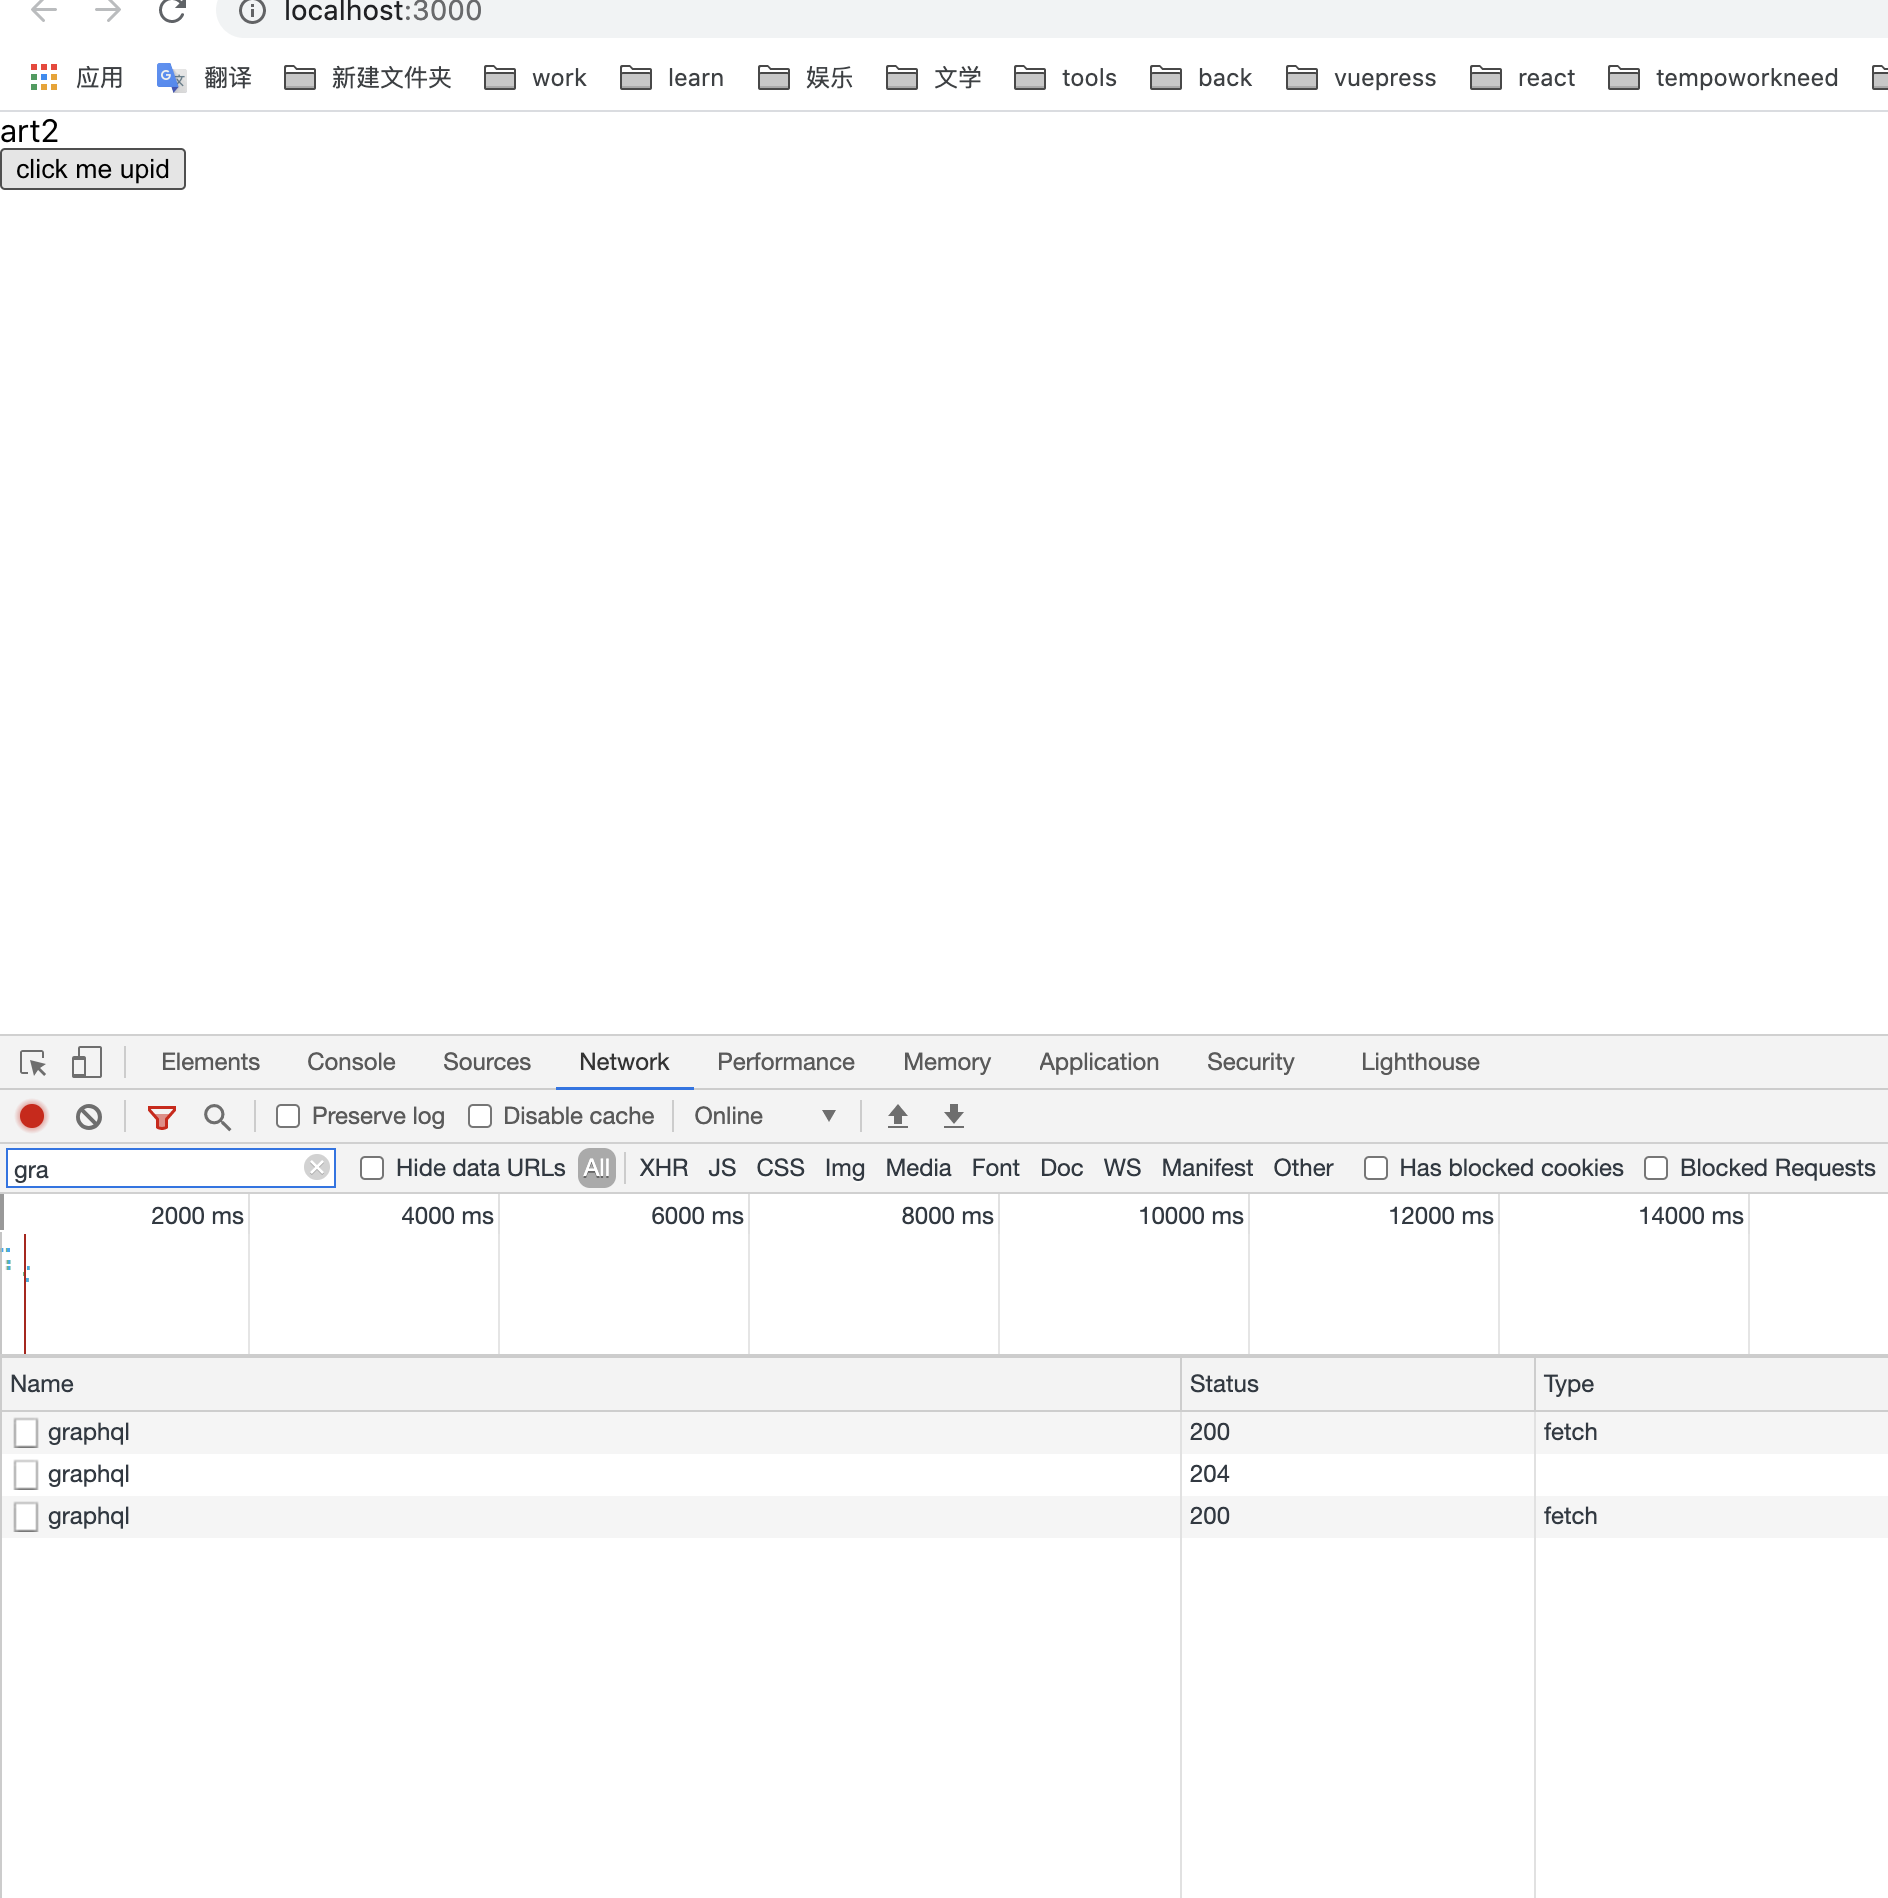 localhost:3000
应用 翻译 新建文件夹 work learn 娱乐 文学 tools back vuepress react tempoworkneed
art2
click me upid
Elements Console Sources Network Performance Memory Application Security Lighthouse
Preserve log Disable cache Online
gra Hide data URLs All XHR JS CSS Img Media Font Doc WS Manifest Other Has blocked cookies Blocked Requests
2000 ms 4000 ms 6000 ms 8000 ms 10000 ms 12000 ms 14000 ms
Name Status Type
graphql 200 fetch
graphql 204
graphql 200 fetch